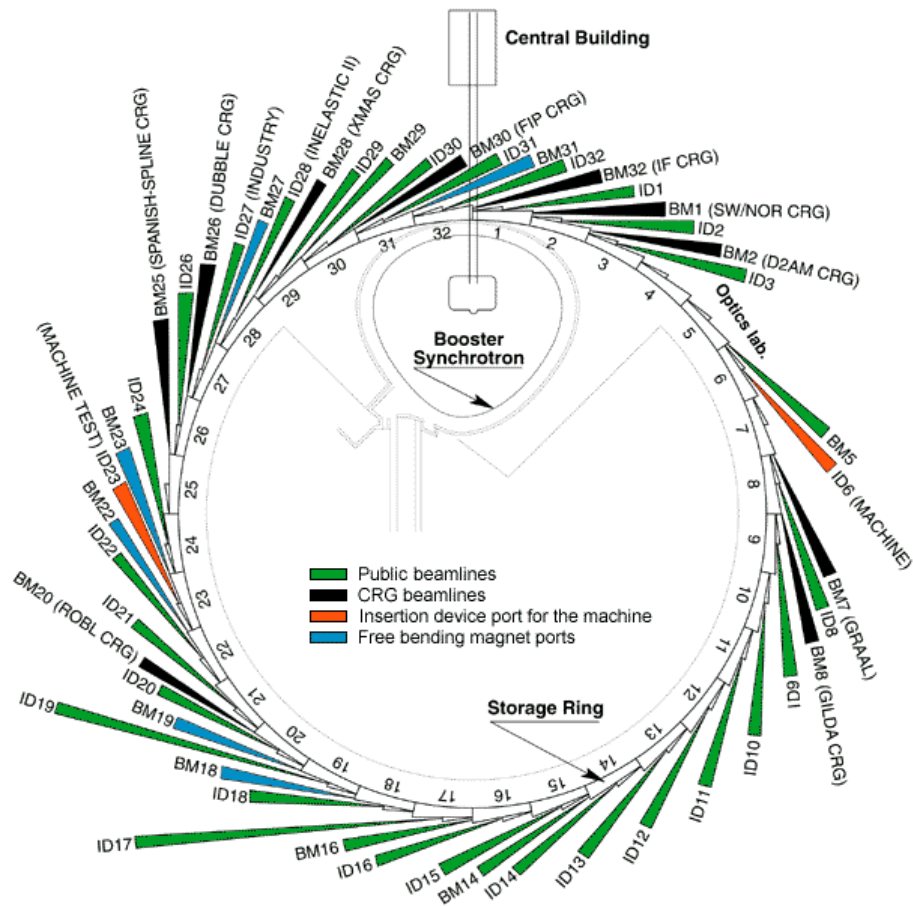 Central Building
BM25 (SPANISH-SPLINE CRG)
ID26
BM26 (DUBBLE CRG)
ID27 (INDUSTRY)
BM27
ID28 (INELASTIC II)
BM28 (XMAS CRG)
ID29
BM29
ID30
BM30 (FIP CRG)
ID31
BM31
ID32
BM32 (IF CRG)
ID1
BM1 (SW/NOR CRG)
ID2
BM2 (D2AM CRG)
ID3
Optics lab.
BM5
ID6 (MACHINE)
BM7 (GRAAL)
ID8
BM8 (GILDA CRG)
ID9
ID10
ID11
ID12
ID13
ID14
BM14
ID15
ID16
BM16
ID17
ID18
BM18
ID19
BM19
ID20
BM20 (ROBL CRG)
ID21
ID22
BM22
(MACHINE TEST) ID23
BM23
ID24
1
2
3
4
5
6
7
8
9
10
11
12
13
14
15
16
17
18
19
20
21
22
23
24
25
26
27
28
29
30
31
32
Booster
Synchrotron
Public beamlines
CRG beamlines
Insertion device port for the machine
Free bending magnet ports
Storage Ring